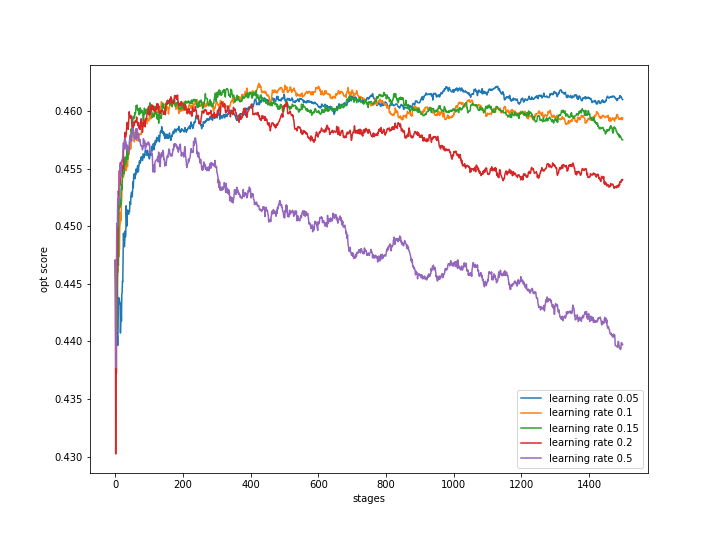 0.460
0.455
0.450
0.445
0.440
0.435
0.430
opt score
0 200 400 600 800 1000 1200 1400
stages
learning rate 0.05
learning rate 0.1
learning rate 0.15
learning rate 0.2
learning rate 0.5